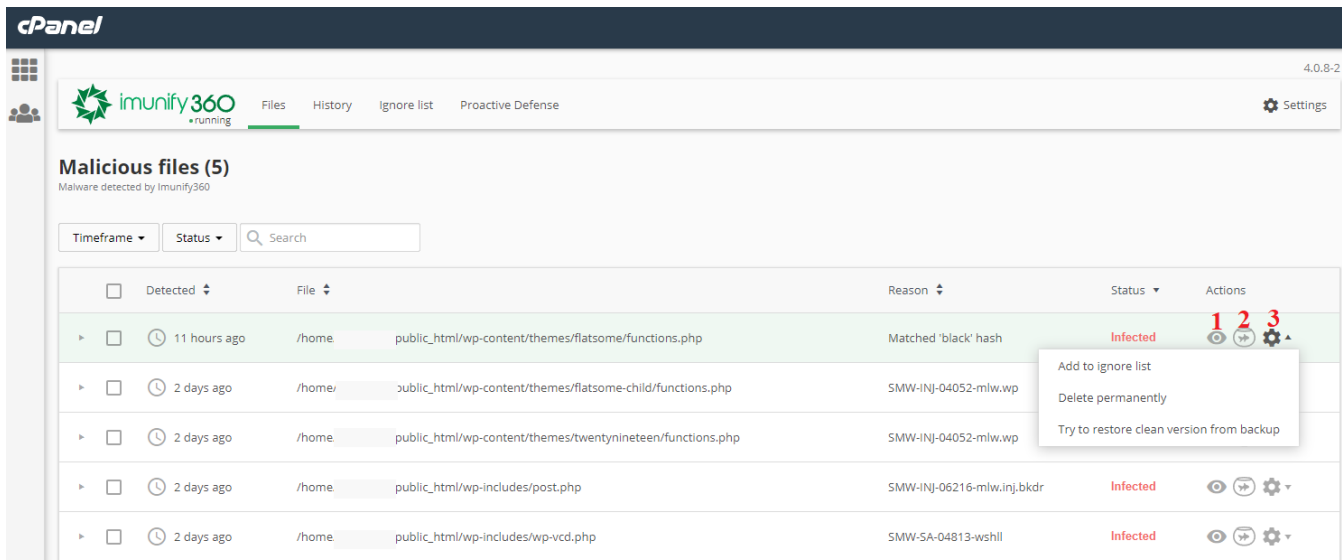 cPanel
4.0.8-2
imunify360 Files History Ignore list Proactive Defense Settings
running
Malicious files (5)
Malware detected by Imunify360
Timeframe Status Search
Detected File Reason Status Actions
1 2 3
11 hours ago /home public_html/wp-content/themes/flatsome/functions.php Matched 'black' hash Infected
Add to ignore list
2 days ago /home/ public_html/wp-content/themes/flatsome-child/functions.php SMW-INJ-04052-mlw.wp
Delete permanently
Try to restore clean version from backup
2 days ago /home public_html/wp-content/themes/twentynineteen/functions.php SMW-INJ-04052-mlw.wp
2 days ago /home public_html/wp-includes/post.php SMW-INJ-06216-mlw.inj.bkdr Infected
2 days ago /home public_html/wp-includes/wp-vcd.php SMW-SA-04813-wshll Infected